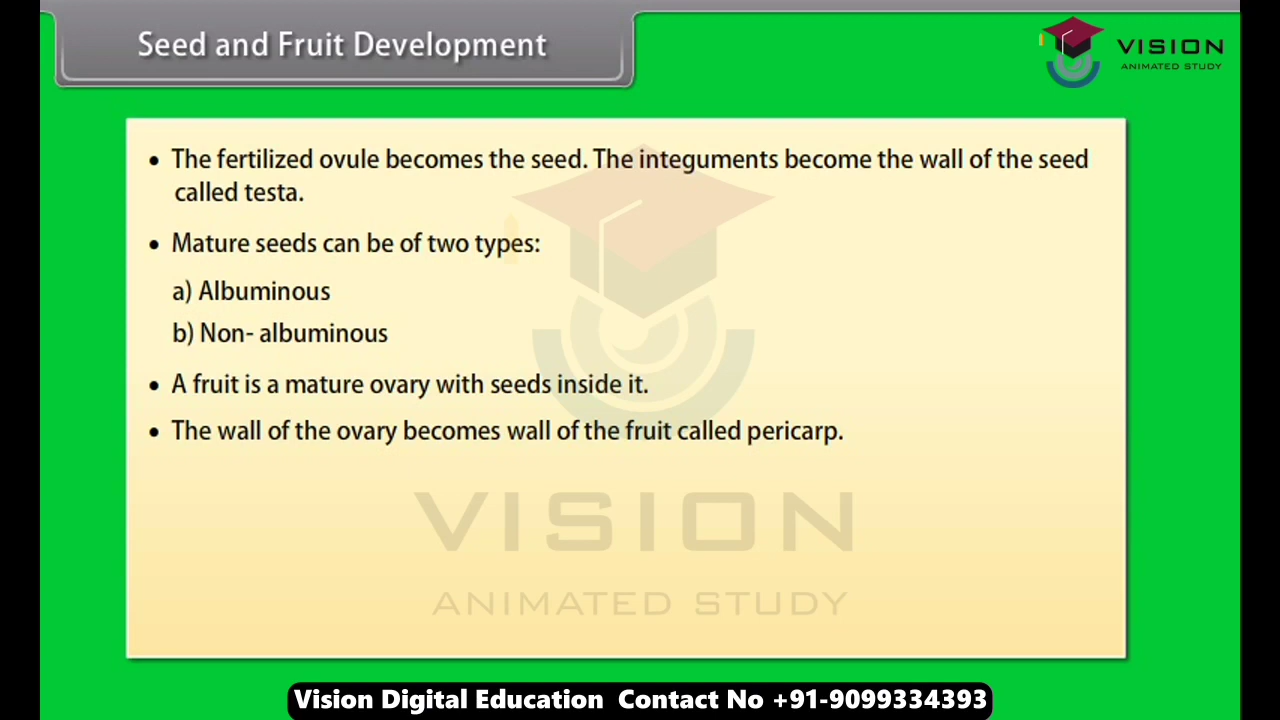 Seed and Fruit Development
VISION
ANIMATED STUDY
• The fertilized ovule becomes the seed. The integuments become the wall of the seed
called testa.
• Mature seeds can be of two types:
a) Albuminous
b) Non- albuminous
• A fruit is a mature ovary with seeds inside it.
• The wall of the ovary becomes wall of the fruit called pericarp.
VISION
ANIMATED STUDY
Vision Digital Education  Contact No +91-9099334393